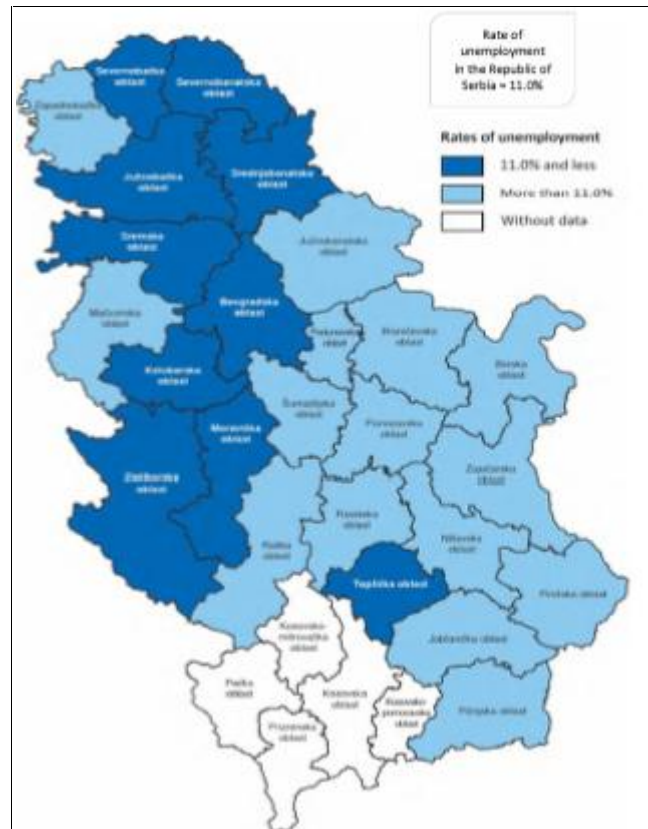 Rate of
unemployment
in the Republic of
Serbia = 11.0%
Rates of unemployment
11.0% and less
More than 11.0%
Without data
Severnobačka
oblast
Severnobanatska
oblast
Zapadnobačka
oblast
Južnobačka
oblast
Srednjobanatska
oblast
Sremska
oblast
Južnobanatska
oblast
Beogradska
oblast
Mačvanska
oblast
Podunavska
oblast
Braničevska
oblast
Borska
oblast
Kolubarska
oblast
Šumadijska
oblast
Pomoravska
oblast
Moravička
oblast
Zlatiborska
oblast
Zaječarska
oblast
Raška
oblast
Rasinska
oblast
Nišavska
oblast
Toplička oblast
Pirotska oblast
Jablanička oblast
Kosovsko-
mitrovačka
oblast
Pećka
oblast
Kosovska
oblast
Kosovsko-
pomoravska
oblast
Pčinjska oblast
Prizrenska
oblast